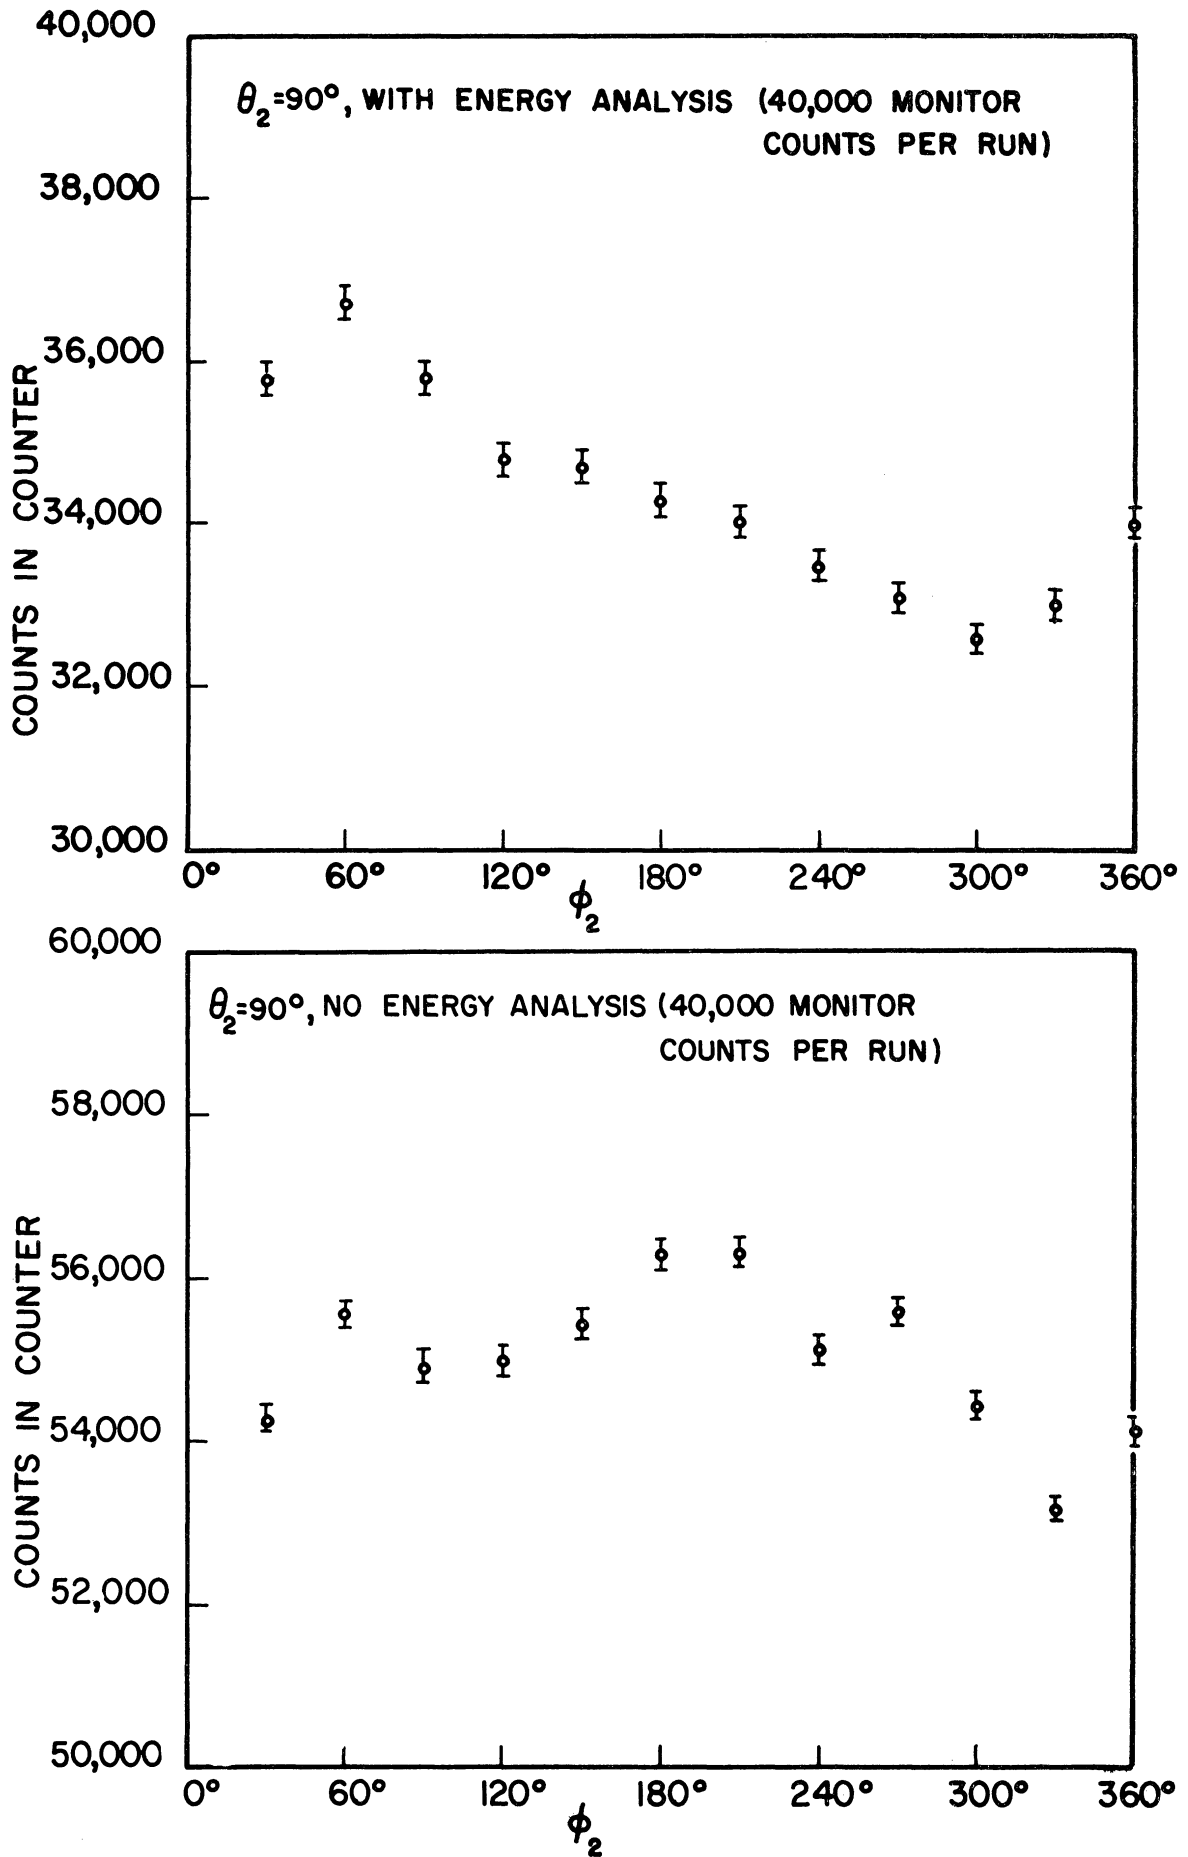 40,000
θ₂=90°, WITH ENERGY ANALYSIS (40,000 MONITOR
COUNTS PER RUN)
38,000
36,000
34,000
32,000
30,000
COUNTS IN COUNTER
0° 60° 120° 180° 240° 300° 360°
ϕ₂
60,000
θ₂=90°, NO ENERGY ANALYSIS (40,000 MONITOR
COUNTS PER RUN)
58,000
56,000
54,000
52,000
50,000
COUNTS IN COUNTER
0° 60° 120° 180° 240° 300° 360°
ϕ₂